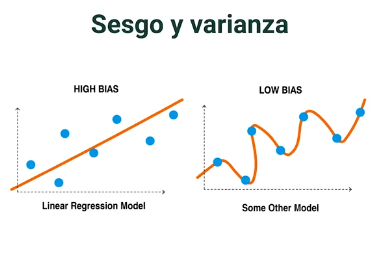 Sesgo y varianza
HIGH BIAS
LOW BIAS
Linear Regression Model
Some Other Model